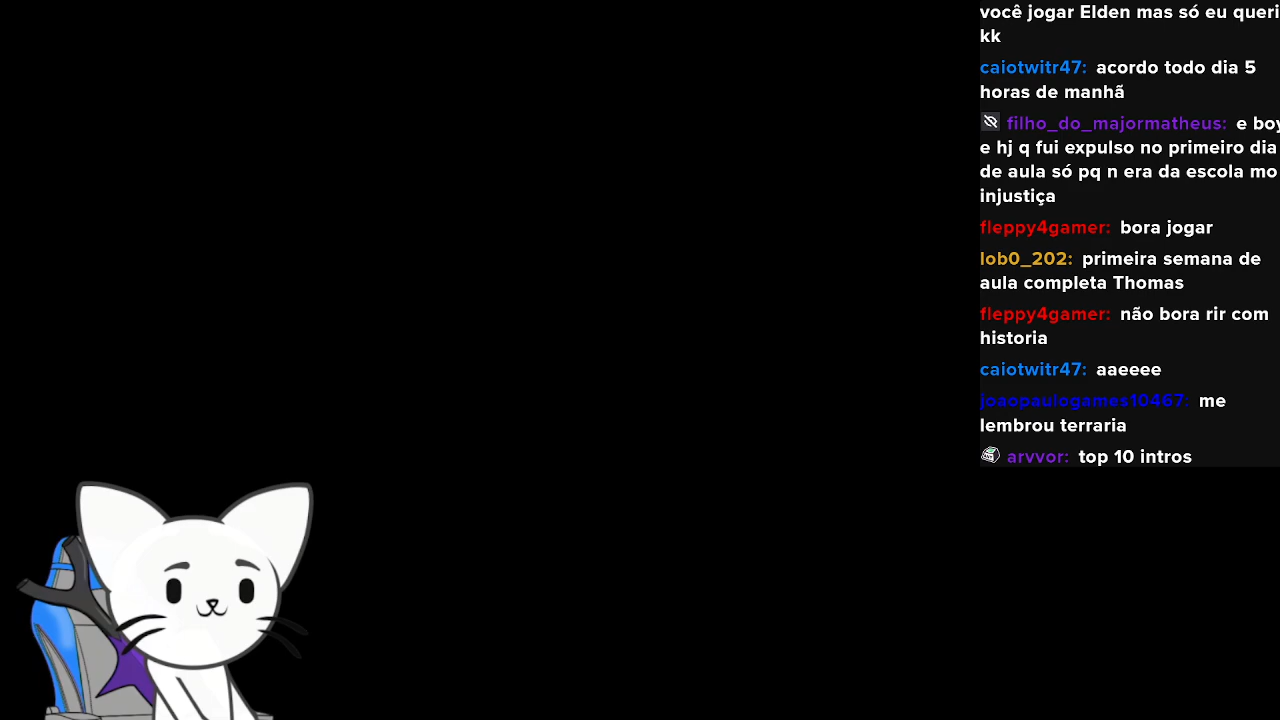 você jogar Elden mas só eu queri
kk
caiotwitr47: acordo todo dia 5
horas de manhã
filho_do_majormatheus: e boy
e hj q fui expulso no primeiro dia
de aula só pq n era da escola mo
injustiça
fleppy4gamer: bora jogar
lob0_202: primeira semana de
aula completa Thomas
fleppy4gamer: não bora rir com
historia
caiotwitr47: aaeeee
joaopaulogames10467: me
lembrou terraria
arvvor: top 10 intros